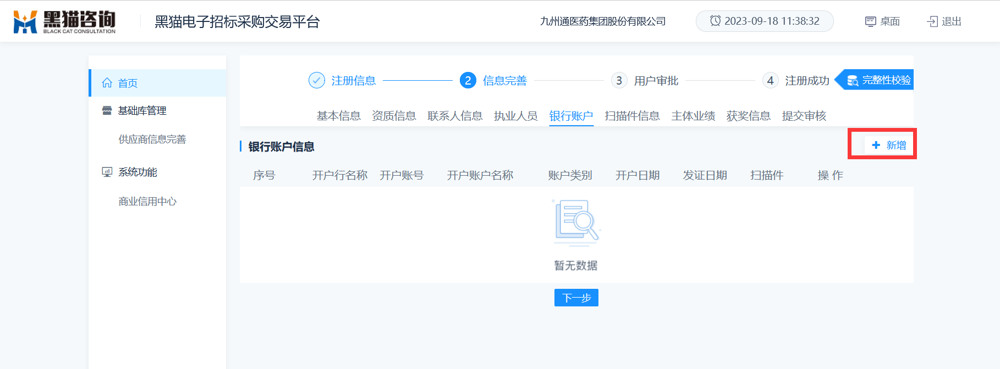 黑猫咨询
BLACK CAT CONSULTATION
黑猫电子招标采购交易平台
九州通医药集团股份有限公司
2023-09-18 11:38:32
桌面
退出
首页
基础库管理
供应商信息完善
系统功能
商业信用中心
注册信息
2 信息完善
3 用户审批
4 注册成功
完整性校验
基本信息 资质信息 联系人信息 执业人员 银行账户 扫描件信息 主体业绩 获奖信息 提交审核
银行账户信息
新增
序号 开户行名称 开户账号 开户账户名称 账户类别 开户日期 发证日期 扫描件 操 作
暂无数据
下一步